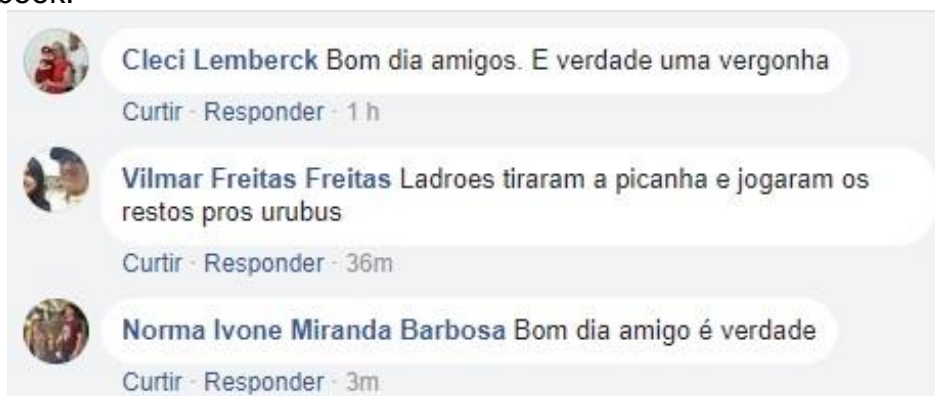 Cleci Lemberck Bom dia amigos. E verdade uma vergonha
Curtir · Responder · 1 h
Vilmar Freitas Freitas Ladroes tiraram a picanha e jogaram os
restos pros urubus
Curtir · Responder · 36m
Norma Ivone Miranda Barbosa Bom dia amigo é verdade
Curtir · Responder · 3m